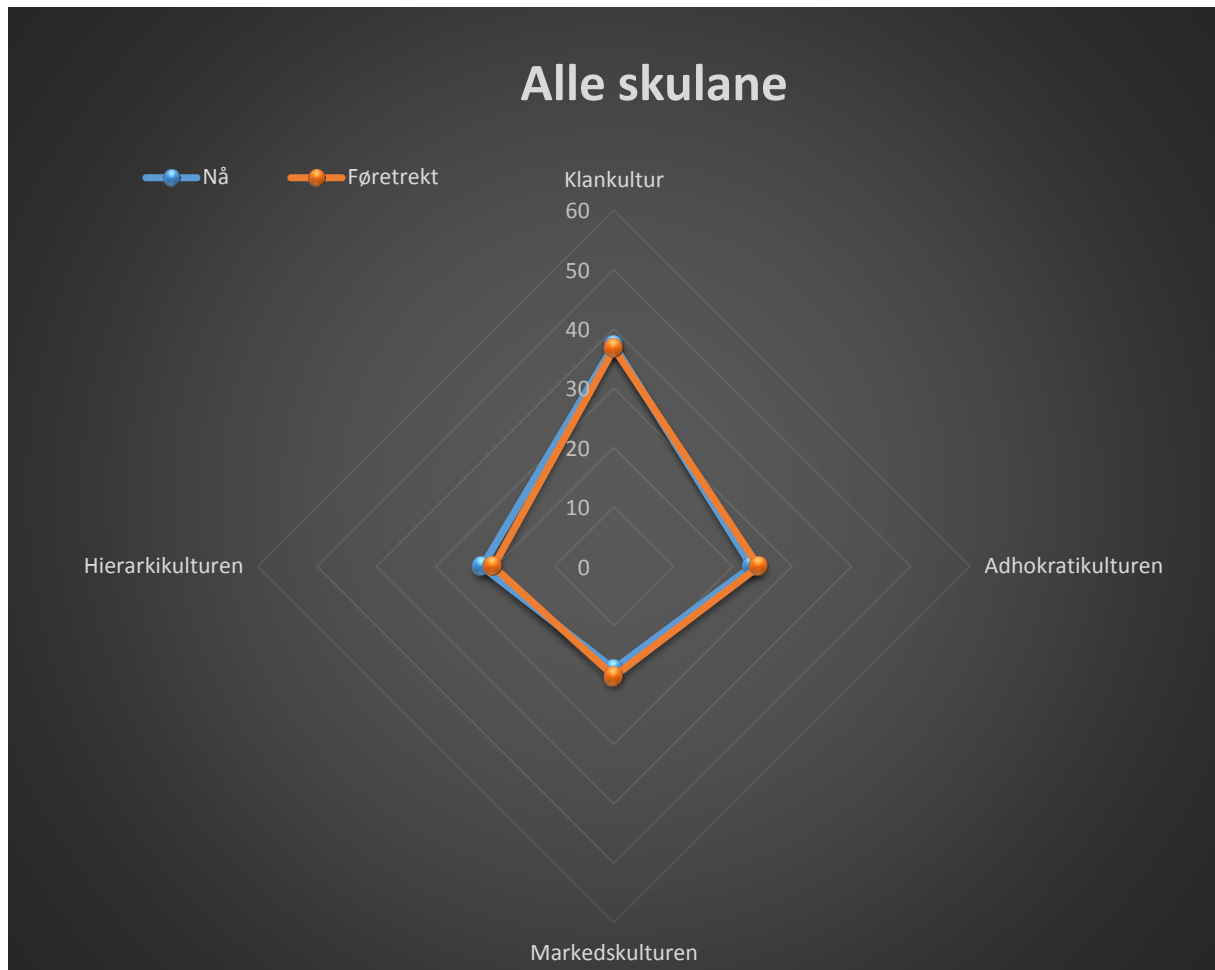 Alle skulane
Nå
Føretrekt
Klankultur
60
50
40
30
20
10
0
Hierarkikulturen
Adhokratikulturen
Markedskulturen